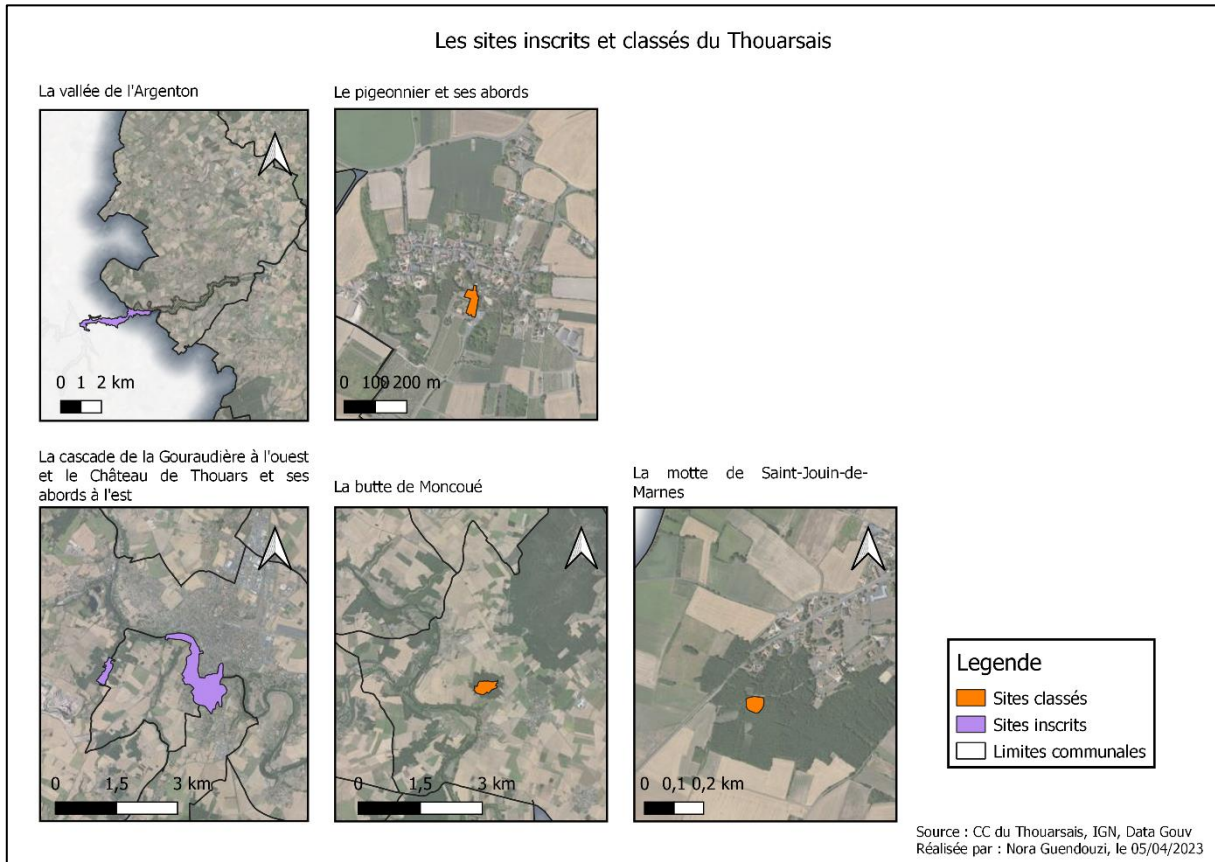 Les sites inscrits et classés du Thouarsais
La vallée de l'Argenton
Le pigeonnier et ses abords
0 1 2 km
0 100 200 m
La cascade de la Gouraudière à l'ouest
et le Château de Thouars et ses
abords à l'est
La butte de Moncoué
La motte de Saint-Jouin-de-
Marnes
0 1,5 3 km
0 1,5 3 km
0 0,1 0,2 km
Legende
Sites classés
Sites inscrits
Limites communales
Source : CC du Thouarsais, IGN, Data Gouv
Réalisée par : Nora Guendouzi, le 05/04/2023